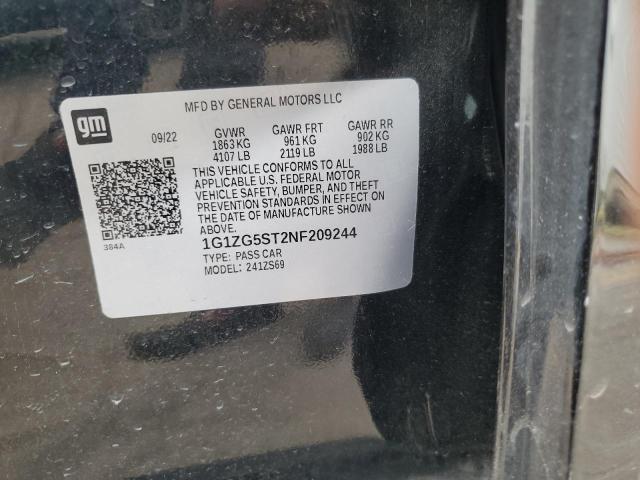 MFD BY GENERAL MOTORS LLC
gm
09/22 GVWR GAWR FRT GAWR RR
1863 KG 961 KG 902 KG
4107 LB 2119 LB 1988 LB
THIS VEHICLE CONFORMS TO ALL
APPLICABLE U.S. FEDERAL MOTOR
VEHICLE SAFETY, BUMPER, AND THEFT
PREVENTION STANDARDS IN EFFECT ON
THE DATE OF MANUFACTURE SHOWN
ABOVE.
384A
1G1ZG5ST2NF209244
TYPE: PASS CAR
MODEL: 241ZS69